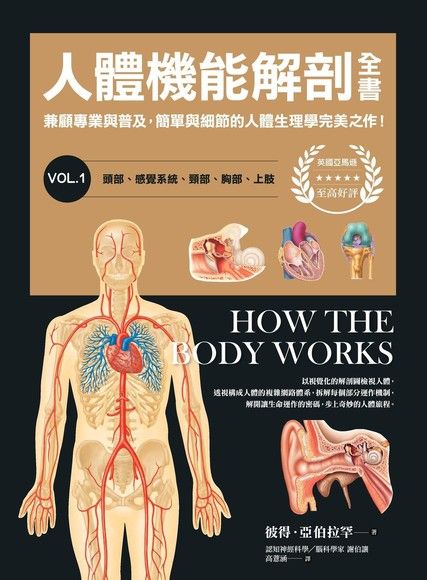 人體機能解剖全書
兼顧專業與普及，簡單與細節的人體生理學完美之作！
VOL.1
頭部、感覺系統、頸部、胸部、上肢
英國亞馬遜
★★★★★
至高好評
HOW THE
BODY WORKS
以視覺化的解剖圖檢視人體，
透視構成人體的複雜網路體系，拆解每個部分運作機制，
解開讓生命運作的密碼，步上奇妙的人體旅程。
彼得·亞伯拉罕 著
認知神經科學／腦科學家 謝伯讓
高薏涵 譯